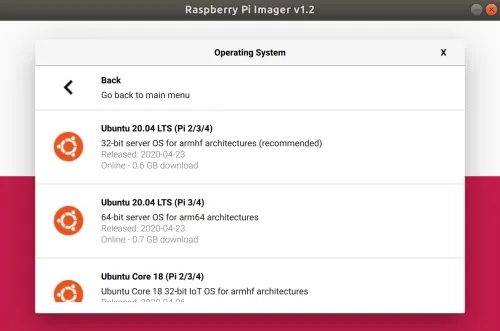 Raspberry Pi Imager v1.2
Operating System
X
Back
Go back to main menu
Ubuntu 20.04 LTS (Pi 2/3/4)
32-bit server OS for armhf architectures (recommended)
Released: 2020-04-23
Online - 0.6 GB download
Ubuntu 20.04 LTS (Pi 3/4)
64-bit server OS for arm64 architectures
Released: 2020-04-23
Online - 0.7 GB download
Ubuntu Core 18 (Pi 2/3/4)
Ubuntu Core 18 32-bit IoT OS for armhf architectures
Released: 2020-04-06